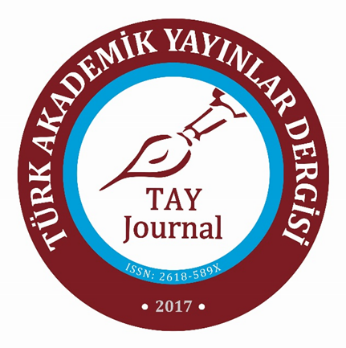 TÜRK AKADEMİK YAYINLAR DERGİSİ
TAY
Journal
ISSN: 2618-589X
• 2017 •